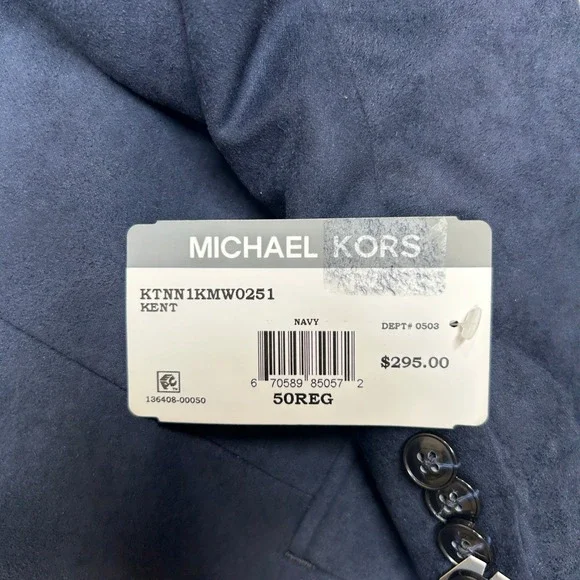 MICHAEL KORS
KTNN1KMW0251
KENT
NAVY
DEPT# 0503
$295.00
6 70589 85057 2
136408-00050
50REG